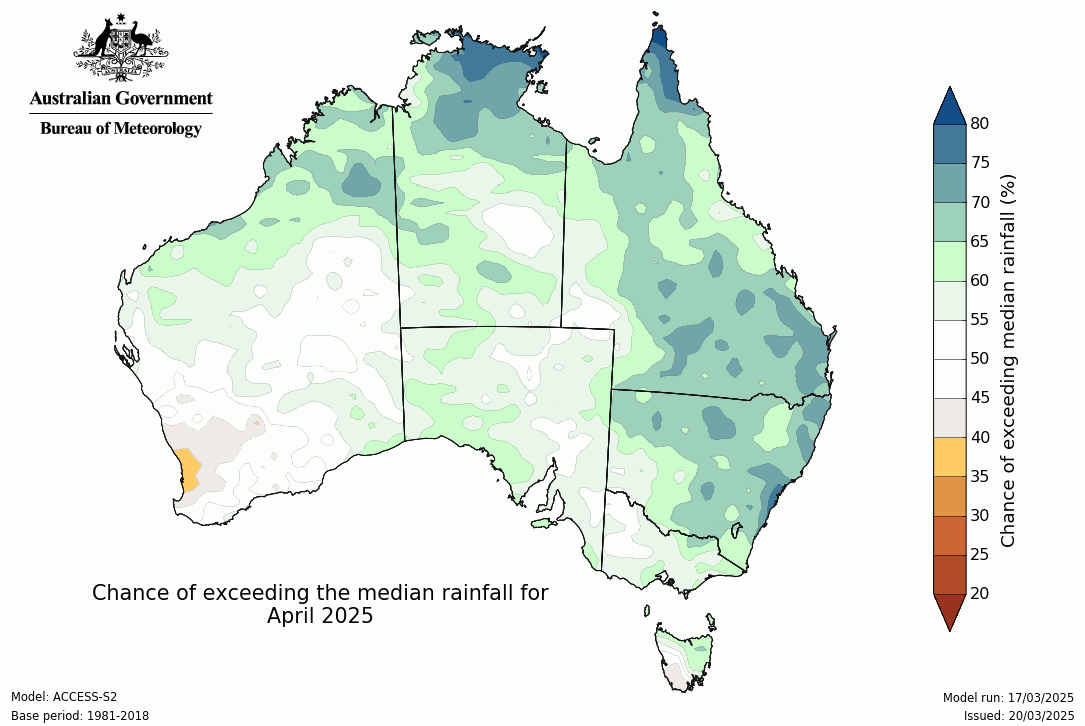 Australian Government
Bureau of Meteorology
80
75
70
65
60
55
50
45
40
35
30
25
20
Chance of exceeding median rainfall (%)
Chance of exceeding the median rainfall for
April 2025
Model: ACCESS-S2
Base period: 1981-2018
Model run: 17/03/2025
Issued: 20/03/2025